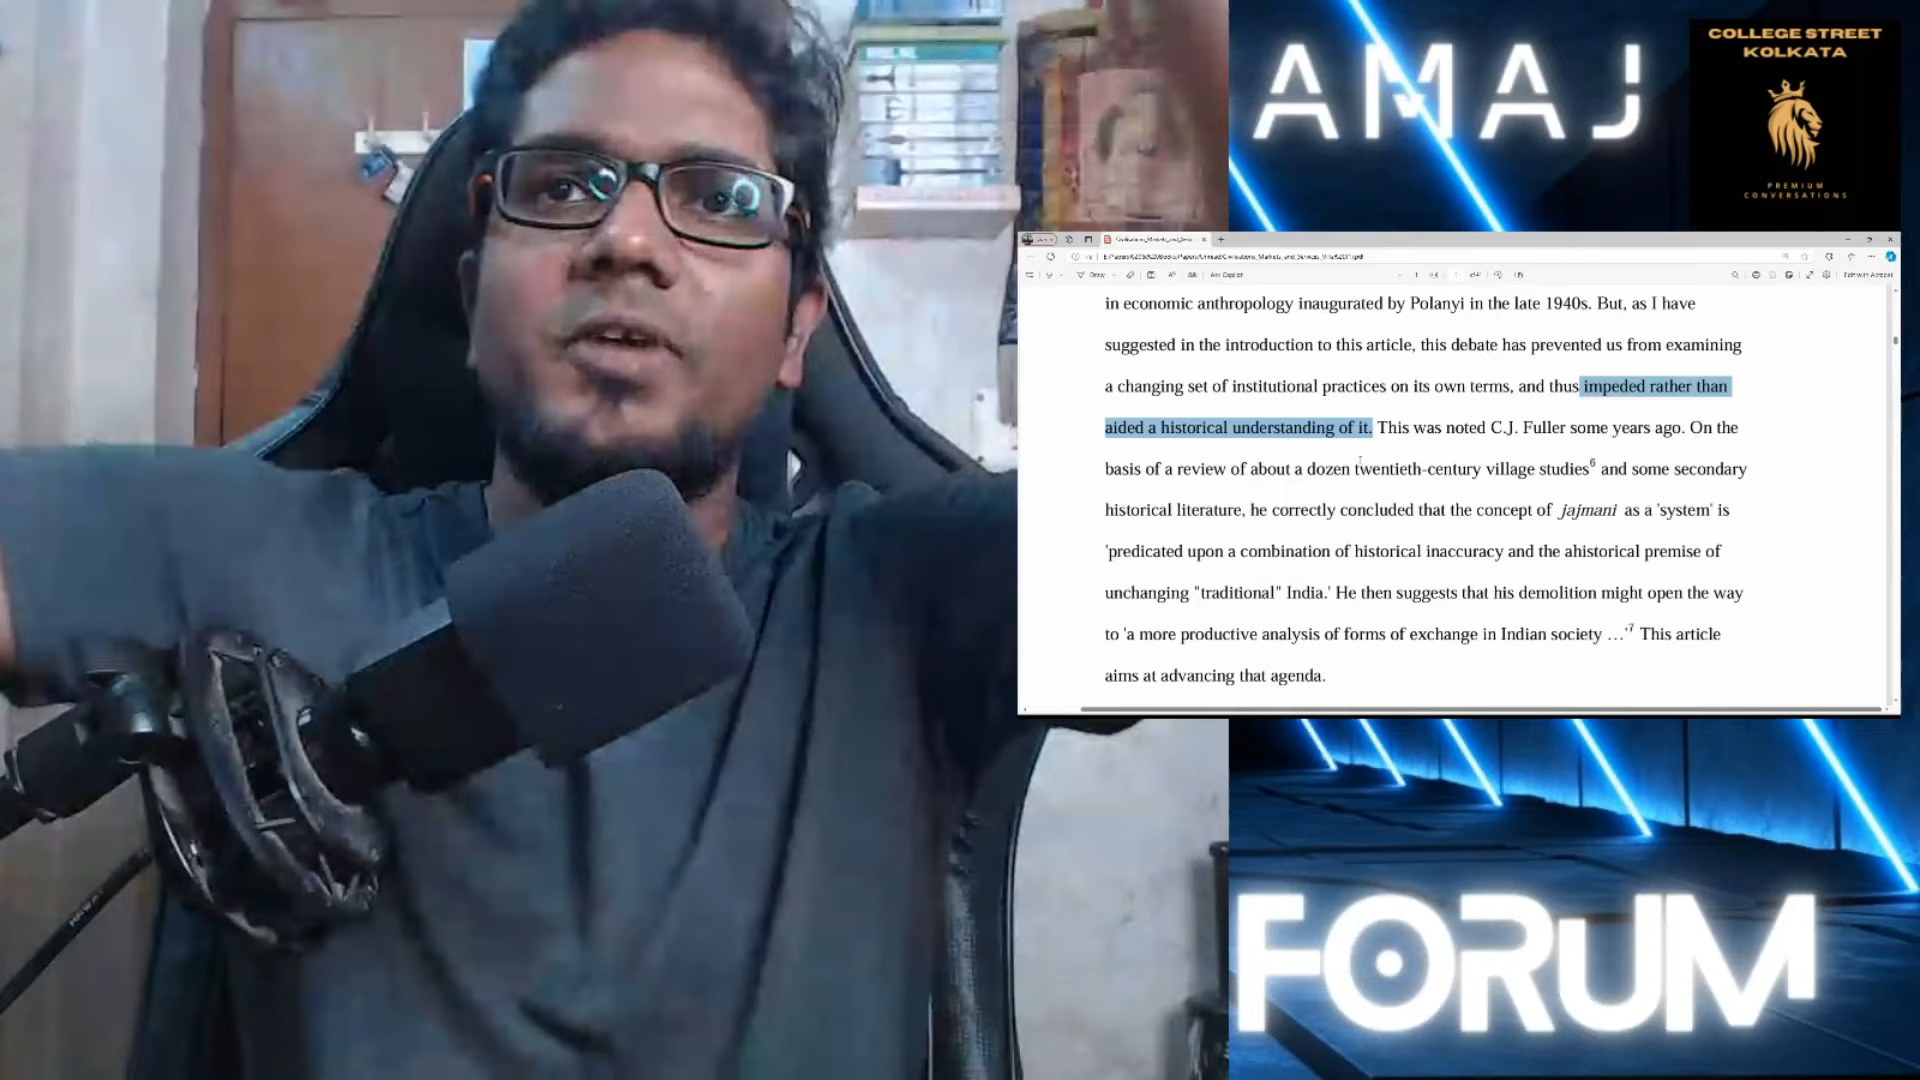 AMAJ
COLLEGE STREET
KOLKATA
PREMIUM
CONVERSATIONS
Draw
Ask Copilot
Edit with Acrobat
in economic anthropology inaugurated by Polanyi in the late 1940s. But, as I have
suggested in the introduction to this article, this debate has prevented us from examining
a changing set of institutional practices on its own terms, and thus impeded rather than
aided a historical understanding of it. This was noted C.J. Fuller some years ago. On the
basis of a review of about a dozen twentieth-century village studies6 and some secondary
historical literature, he correctly concluded that the concept of jajmani as a 'system' is
'predicated upon a combination of historical inaccuracy and the ahistorical premise of
unchanging "traditional" India.' He then suggests that his demolition might open the way
to 'a more productive analysis of forms of exchange in Indian society …'7 This article
aims at advancing that agenda.
FORUM